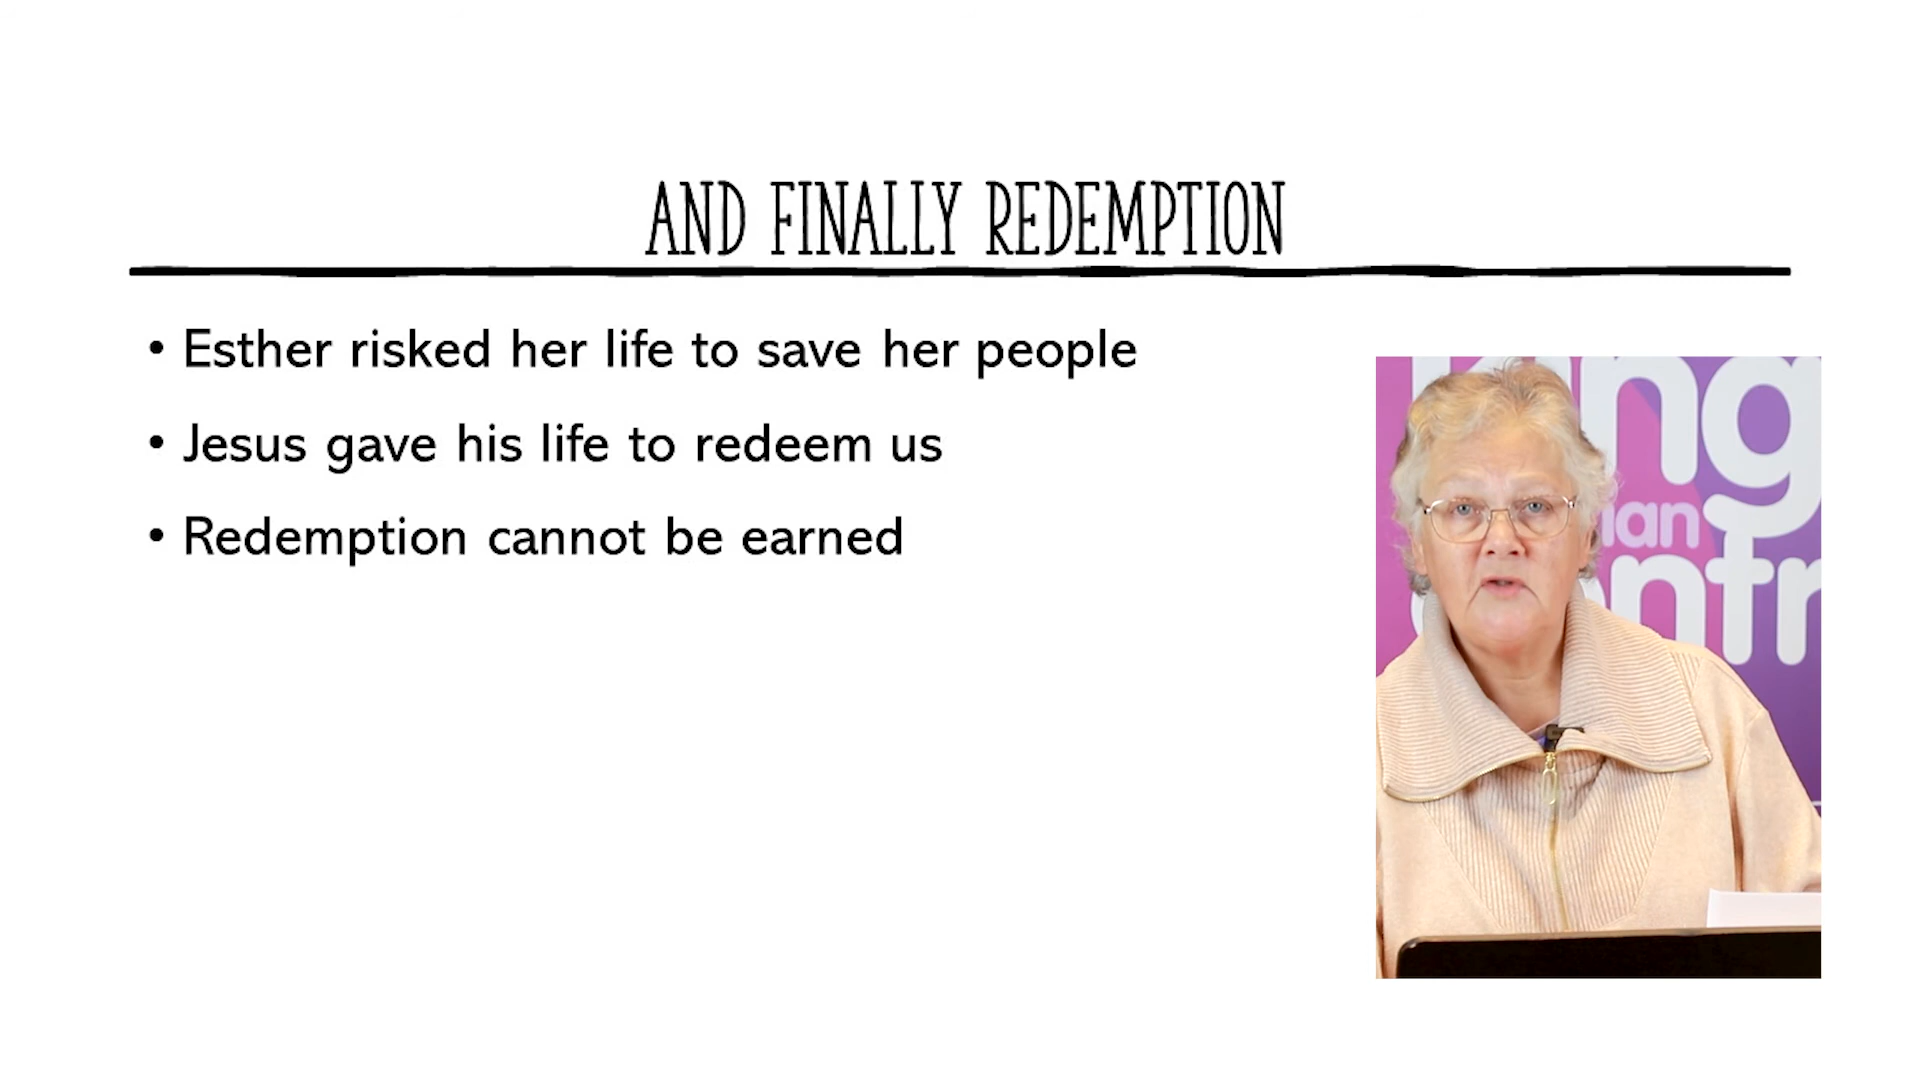 AND FINALLY REDEMPTION
• Esther risked her life to save her people
• Jesus gave his life to redeem us
• Redemption cannot be earned